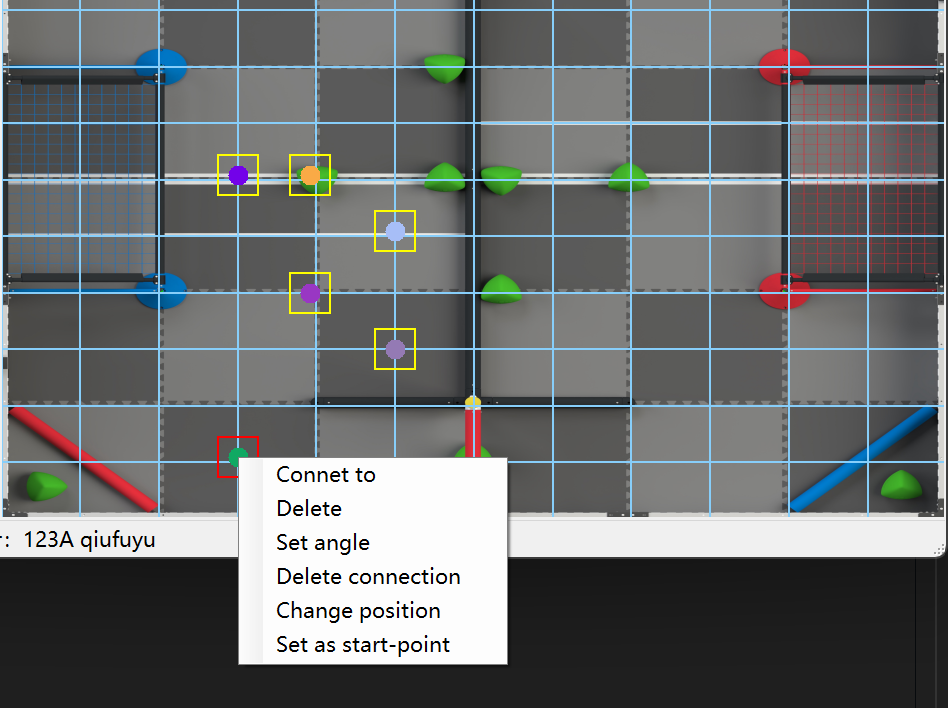 : 123A qiufuyu
Connet to
Delete
Set angle
Delete connection
Change position
Set as start-point